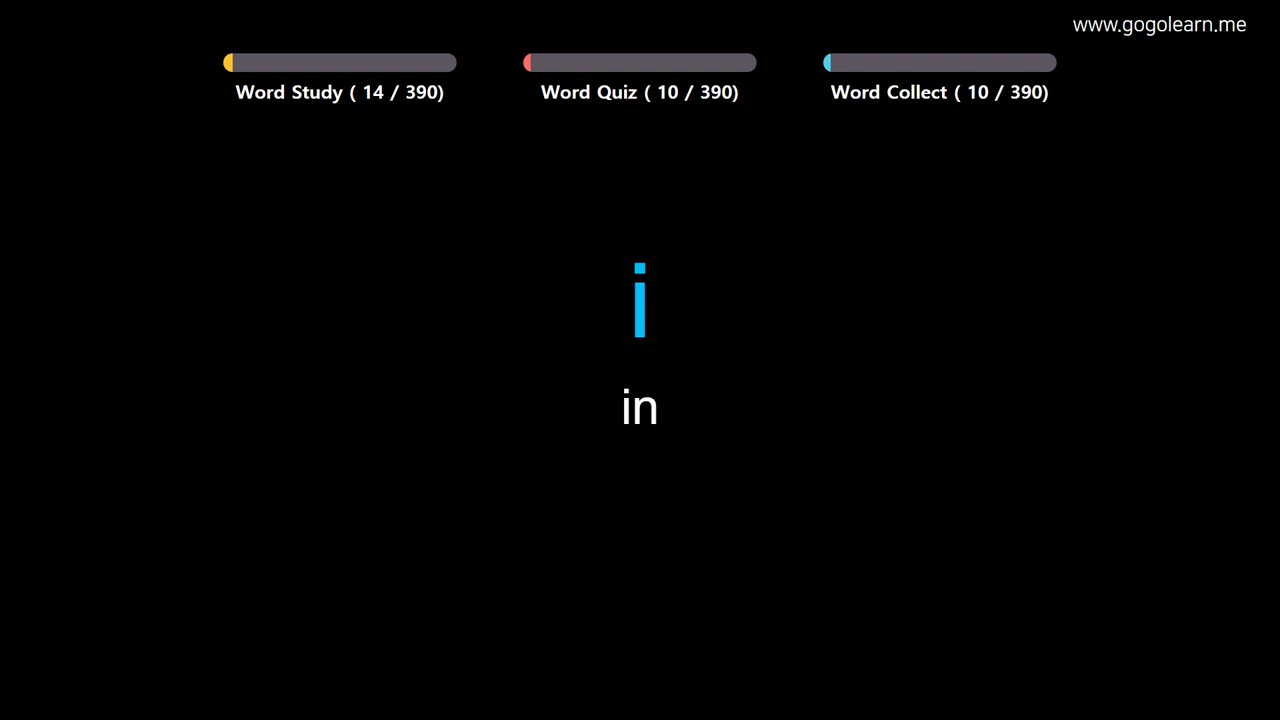 www.gogolearn.me
Word Study ( 14 / 390)
Word Quiz ( 10 / 390)
Word Collect ( 10 / 390)
i
in